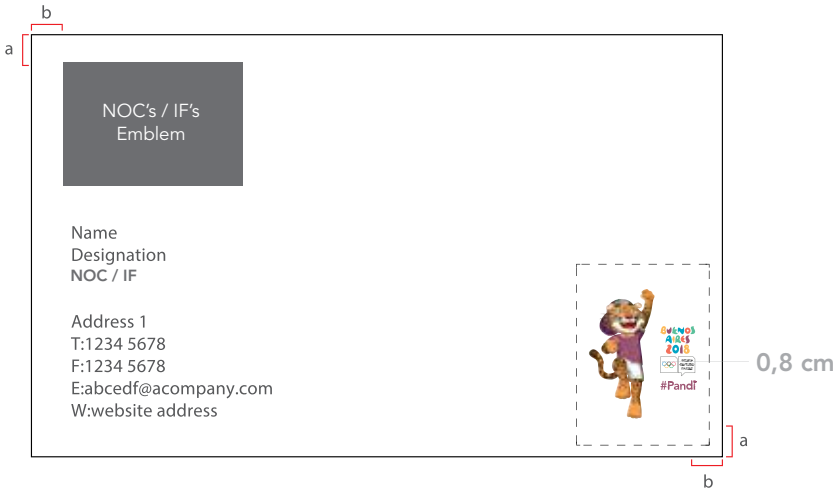 b
a
NOC's / IF's
Emblem
Name
Designation
NOC / IF
Address 1
T:1234 5678
F:1234 5678
E:abcedf@acompany.com
W:website address
BUENOS
AIRES
2018
#Pandi
0,8 cm
a
b